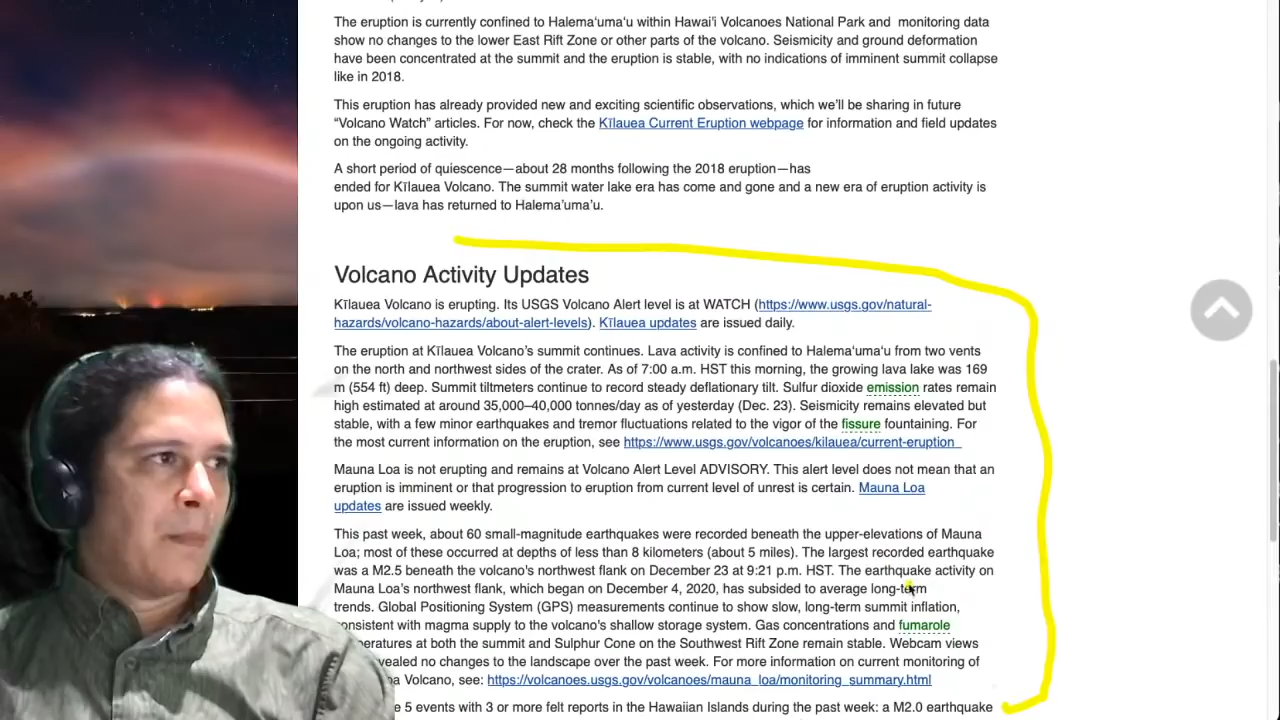 The eruption is currently confined to Halemaʻumaʻu within Hawaiʻi Volcanoes National Park and  monitoring data
show no changes to the lower East Rift Zone or other parts of the volcano. Seismicity and ground deformation
have been concentrated at the summit and the eruption is stable, with no indications of imminent summit collapse
like in 2018.
This eruption has already provided new and exciting scientific observations, which we'll be sharing in future
“Volcano Watch” articles. For now, check the Kīlauea Current Eruption webpage for information and field updates
on the ongoing activity.
A short period of quiescence—about 28 months following the 2018 eruption—has
ended for Kīlauea Volcano. The summit water lake era has come and gone and a new era of eruption activity is
upon us—lava has returned to Halema’uma’u.
Volcano Activity Updates
Kīlauea Volcano is erupting. Its USGS Volcano Alert level is at WATCH (https://www.usgs.gov/natural-
hazards/volcano-hazards/about-alert-levels). Kīlauea updates are issued daily.
The eruption at Kīlauea Volcano’s summit continues. Lava activity is confined to Halemaʻumaʻu from two vents
on the north and northwest sides of the crater. As of 7:00 a.m. HST this morning, the growing lava lake was 169
m (554 ft) deep. Summit tiltmeters continue to record steady deflationary tilt. Sulfur dioxide emission rates remain
high estimated at around 35,000–40,000 tonnes/day as of yesterday (Dec. 23). Seismicity remains elevated but
stable, with a few minor earthquakes and tremor fluctuations related to the vigor of the fissure fountaining. For
the most current information on the eruption, see https://www.usgs.gov/volcanoes/kilauea/current-eruption
Mauna Loa is not erupting and remains at Volcano Alert Level ADVISORY. This alert level does not mean that an
eruption is imminent or that progression to eruption from current level of unrest is certain. Mauna Loa
updates are issued weekly.
This past week, about 60 small-magnitude earthquakes were recorded beneath the upper-elevations of Mauna
Loa; most of these occurred at depths of less than 8 kilometers (about 5 miles). The largest recorded earthquake
was a M2.5 beneath the volcano's northwest flank on December 23 at 9:21 p.m. HST. The earthquake activity on
Mauna Loa’s northwest flank, which began on December 4, 2020, has subsided to average long-term
trends. Global Positioning System (GPS) measurements continue to show slow, long-term summit inflation,
consistent with magma supply to the volcano’s shallow storage system. Gas concentrations and fumarole
at both the summit and Sulphur Cone on the Southwest Rift Zone remain stable. Webcam views
no changes to the landscape over the past week. For more information on current monitoring of
Volcano, see: https://volcanoes.usgs.gov/volcanoes/mauna_loa/monitoring_summary.html
5 events with 3 or more felt reports in the Hawaiian Islands during the past week: a M2.0 earthquake